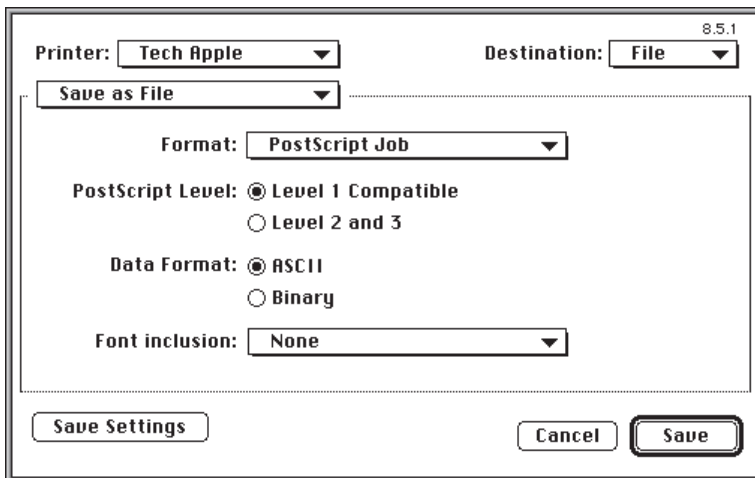 8.5.1
Printer: Tech Apple Destination: File
Save as File
Format: PostScript Job
PostScript Level: Level 1 Compatible
Level 2 and 3
Data Format: ASCII
Binary
Font inclusion: None
Save Settings Cancel Save